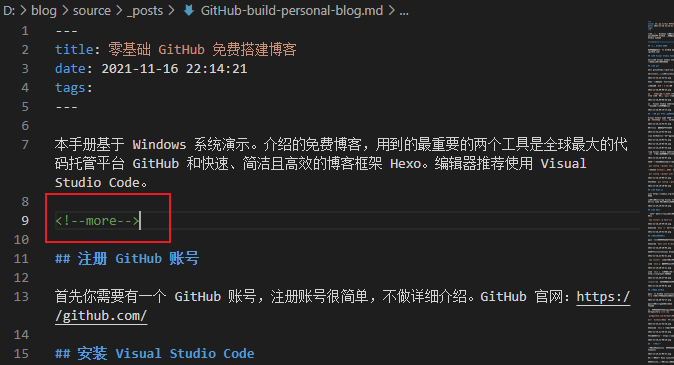 D: > blog > source > _posts > GitHub-build-personal-blog.md > ...
1 ---
2 title: 零基础 GitHub 免费搭建博客
3 date: 2021-11-16 22:14:21
4 tags:
5 ---
6
7 本手册基于 Windows 系统演示。介绍的免费博客，用到的最重要的两个工具是全球最大的代
码托管平台 GitHub 和快速、简洁且高效的博客框架 Hexo。编辑器推荐使用 Visual
Studio Code。
8
9 <!--more-->
10
11 ## 注册 GitHub 账号
12
13 首先你需要有一个 GitHub 账号，注册账号很简单，不做详细介绍。GitHub 官网：https:/
/github.com/
14
15 ## 安装 Visual Studio Code